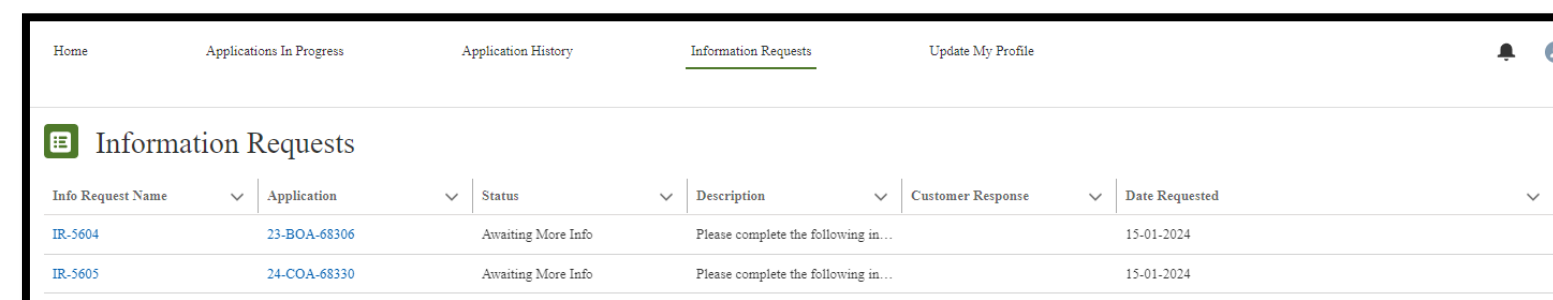 Home Applications In Progress Application History Information Requests Update My Profile
Information Requests
Info Request Name Application Status Description Customer Response Date Requested
IR-5604 23-BOA-68306 Awaiting More Info Please complete the following in... 15-01-2024
IR-5605 24-COA-68330 Awaiting More Info Please complete the following in... 15-01-2024